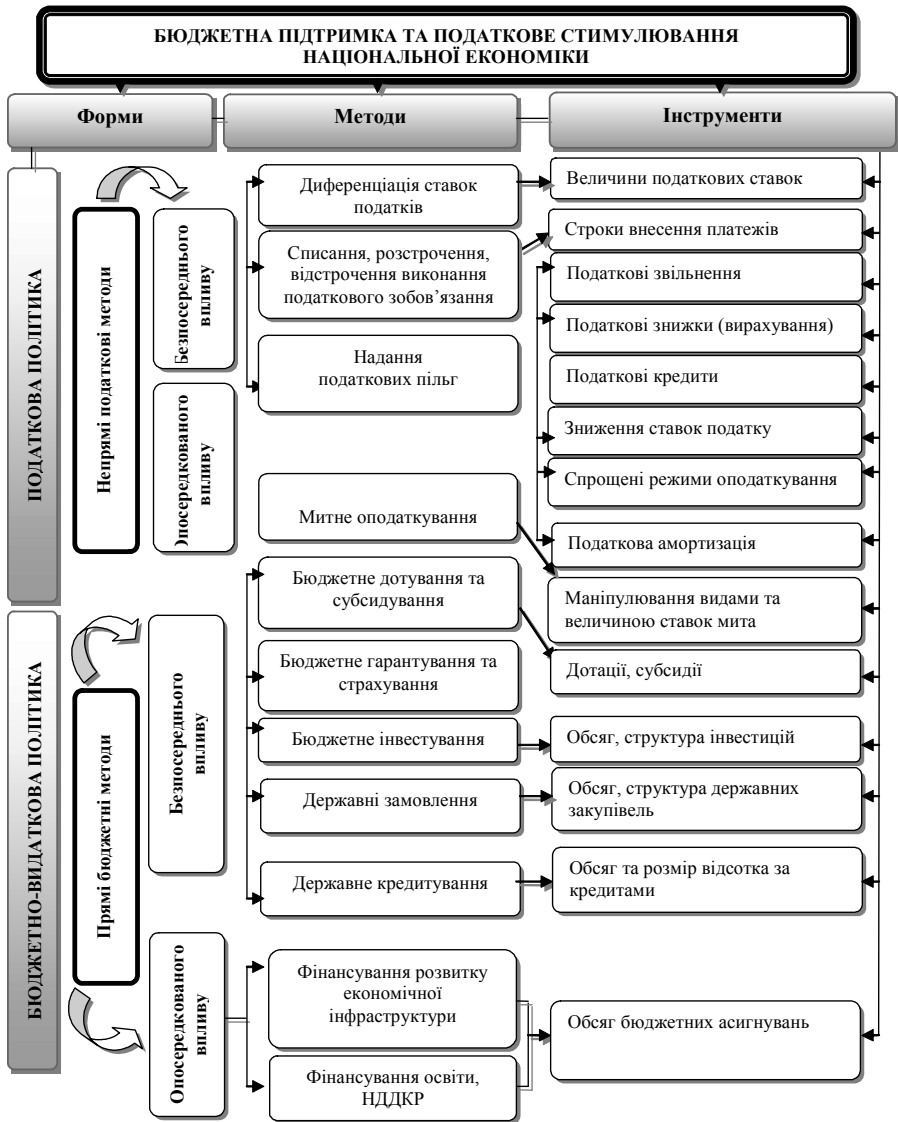 БЮДЖЕТНА ПІДТРИМКА ТА ПОДАТКОВЕ СТИМУЛЮВАННЯ
НАЦІОНАЛЬНОЇ ЕКОНОМІКИ
Форми
Методи
Інструменти
ПОДАТКОВА ПОЛІТИКА
Непрямі податкові методи
Безпосереднього
впливу
Опосередкованого
впливу
Диференціація ставок
податків
Списання, розстрочення,
відстрочення виконання
податкового зобов’язання
Надання
податкових пільг
Митне оподаткування
Величини податкових ставок
Строки внесення платежів
Податкові звільнення
Податкові знижки (вирахування)
Податкові кредити
Зниження ставок податку
Спрощені режими оподаткування
Податкова амортизація
Маніпулювання видами та
величиною ставок мита
БЮДЖЕТНО-ВИДАТКОВА ПОЛІТИКА
Прямі бюджетні методи
Безпосереднього
впливу
Опосредкованого
впливу
Бюджетне дотування та
субсидування
Бюджетне гарантування та
страхування
Бюджетне інвестування
Державні замовлення
Державне кредитування
Фінансування розвитку
економічної
інфраструктури
Фінансування освіти,
НДДКР
Дотації, субсидії
Обсяг, структура інвестицій
Обсяг, структура державних
закупівель
Обсяг та розмір відсотка за
кредитами
Обсяг бюджетних асигнувань